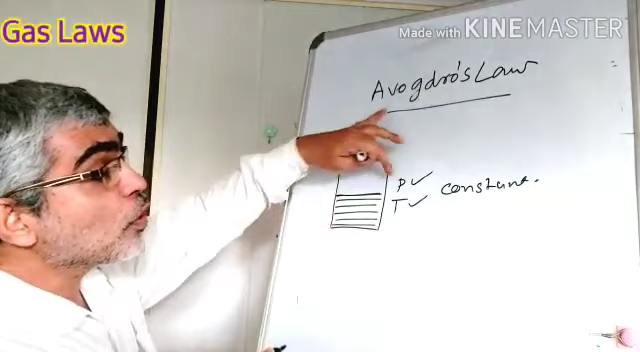 Gas Laws
Made with KINEMASTER
Avogdro's Law
P✓
T✓ constant.